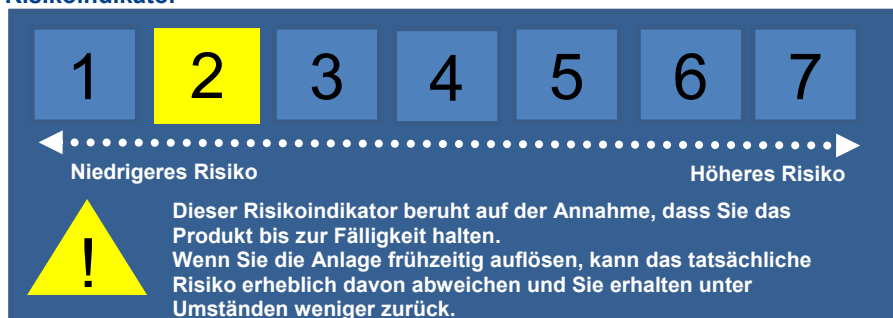 Risikoindikator
1 2 3 4 5 6 7
Niedrigeres Risiko Höheres Risiko
! Dieser Risikoindikator beruht auf der Annahme, dass Sie das
Produkt bis zur Fälligkeit halten.
Wenn Sie die Anlage frühzeitig auflösen, kann das tatsächliche
Risiko erheblich davon abweichen und Sie erhalten unter
Umständen weniger zurück.